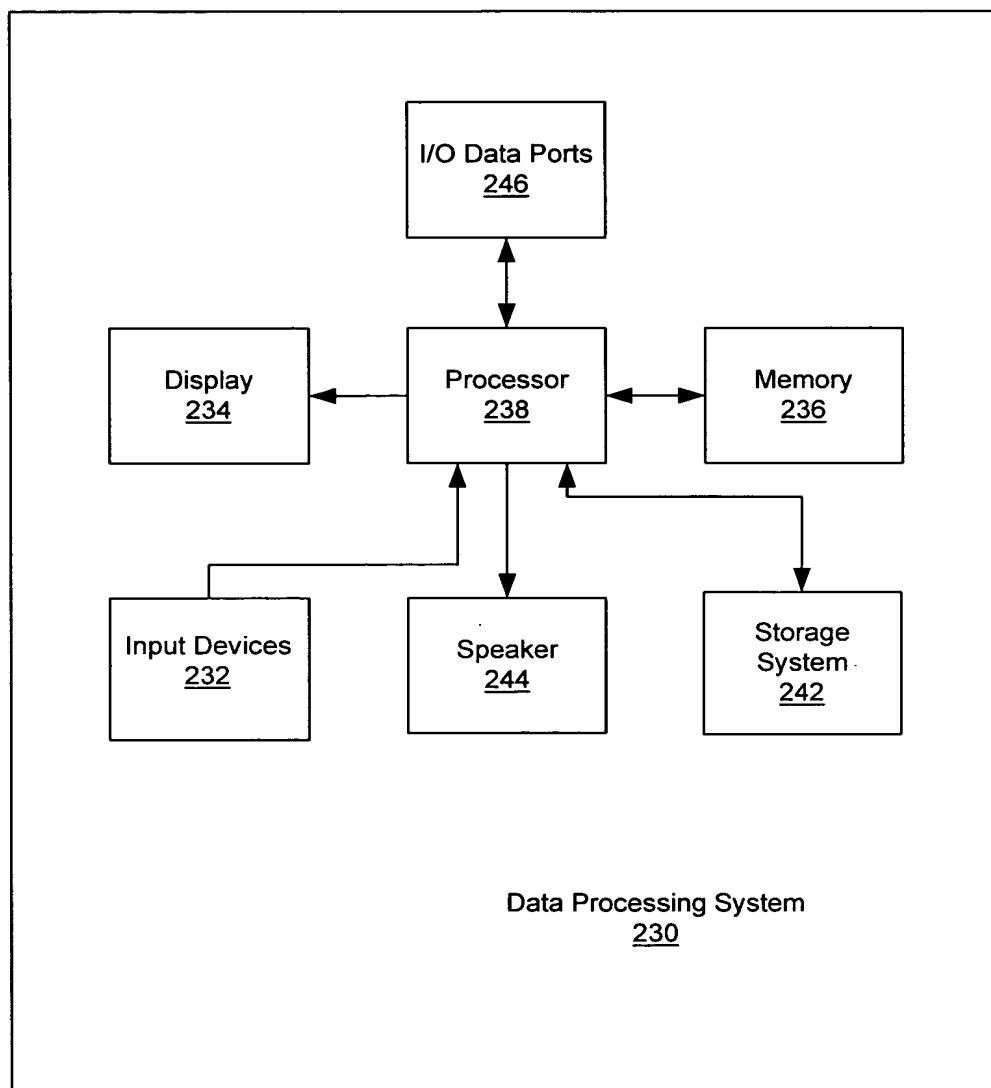 I/O Data Ports
246
Display
234
Processor
238
Memory
236
Input Devices
232
Speaker
244
Storage
System
242
Data Processing System
230